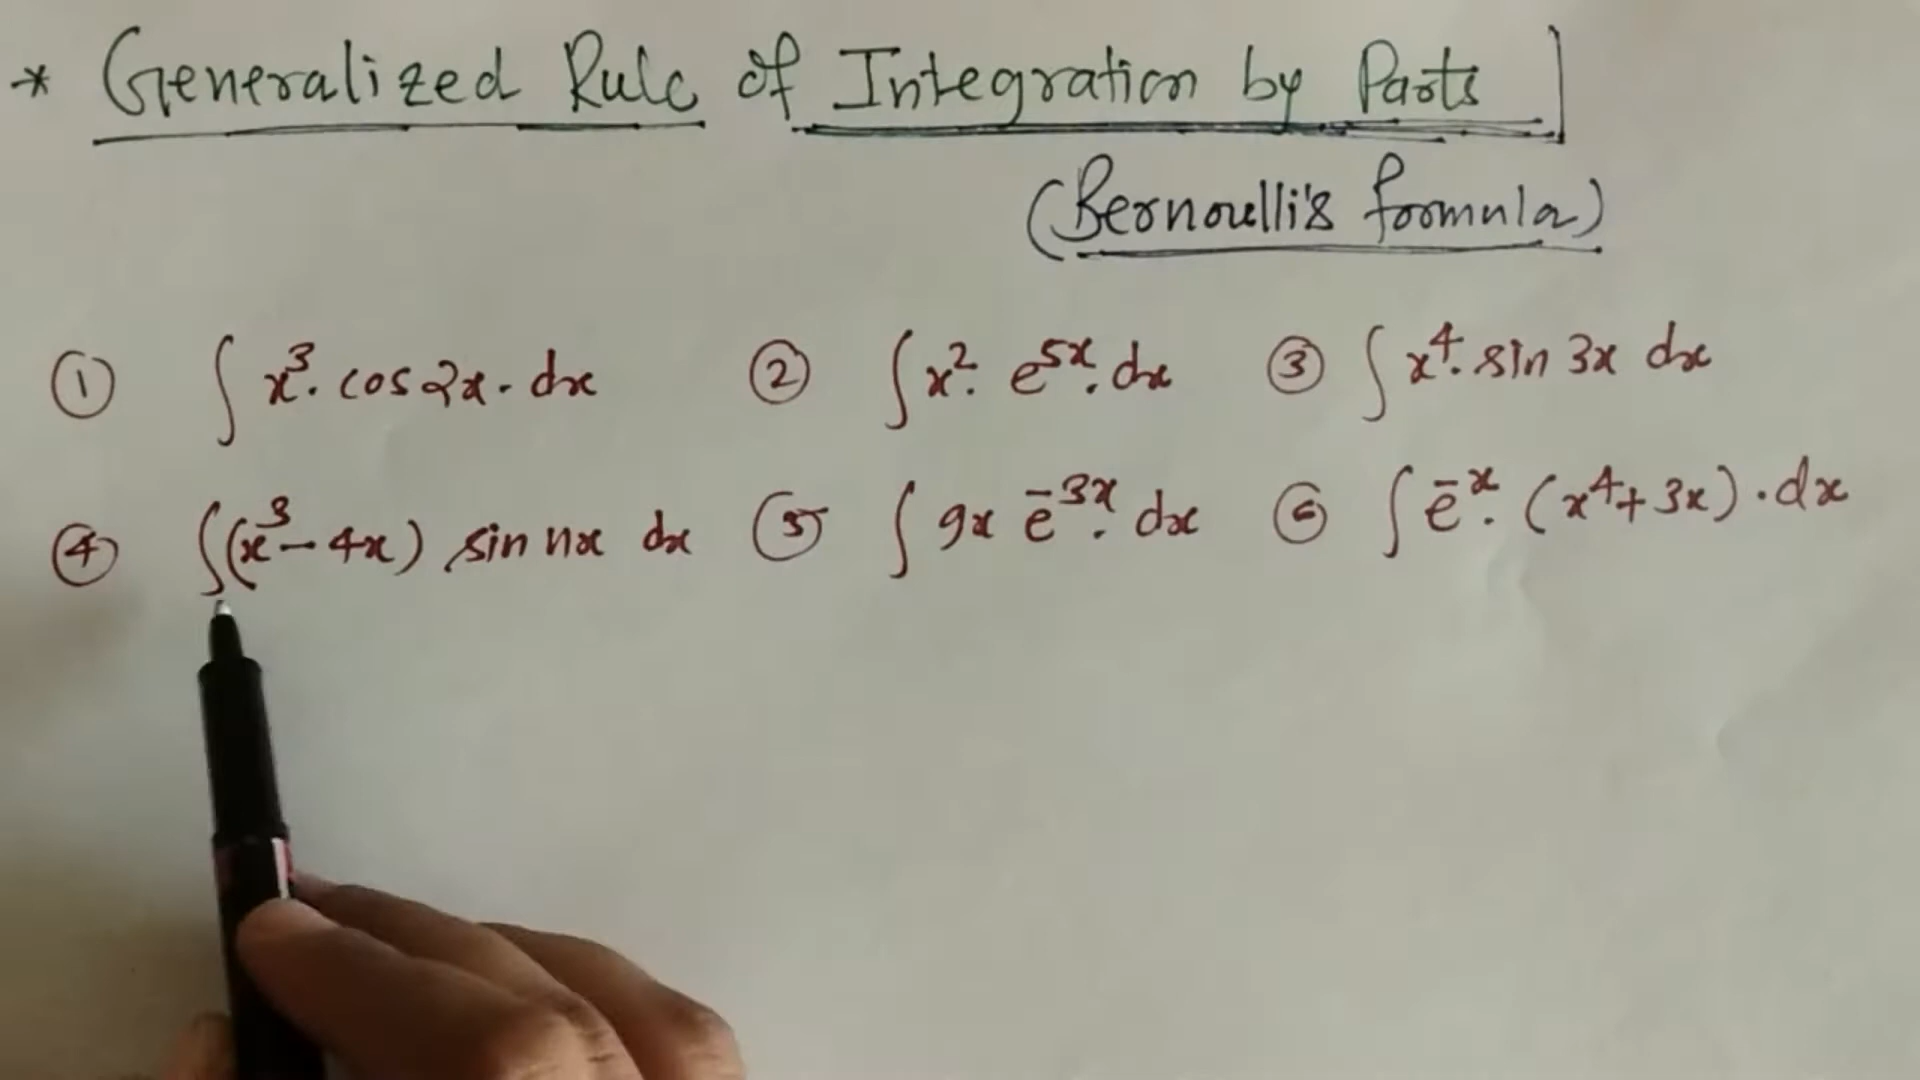 * Generalized Rule of Integration by Parts]
(Bernoulli's formula)
① ∫ x³. cos2x. dx ② ∫ x². e⁵ˣ. dx ③ ∫ x⁴. sin 3x dx
④ ∫(x³ - 4x) sin nx dx ⑤ ∫ 9x e⁻³ˣ. dx ⑥ ∫ e⁻ˣ. (x⁴ + 3x). dx